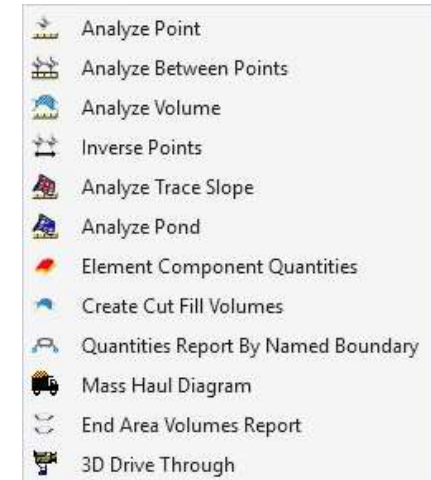 Analyze Point
Analyze Between Points
Analyze Volume
Inverse Points
Analyze Trace Slope
Analyze Pond
Element Component Quantities
Create Cut Fill Volumes
Quantities Report By Named Boundary
Mass Haul Diagram
End Area Volumes Report
3D Drive Through